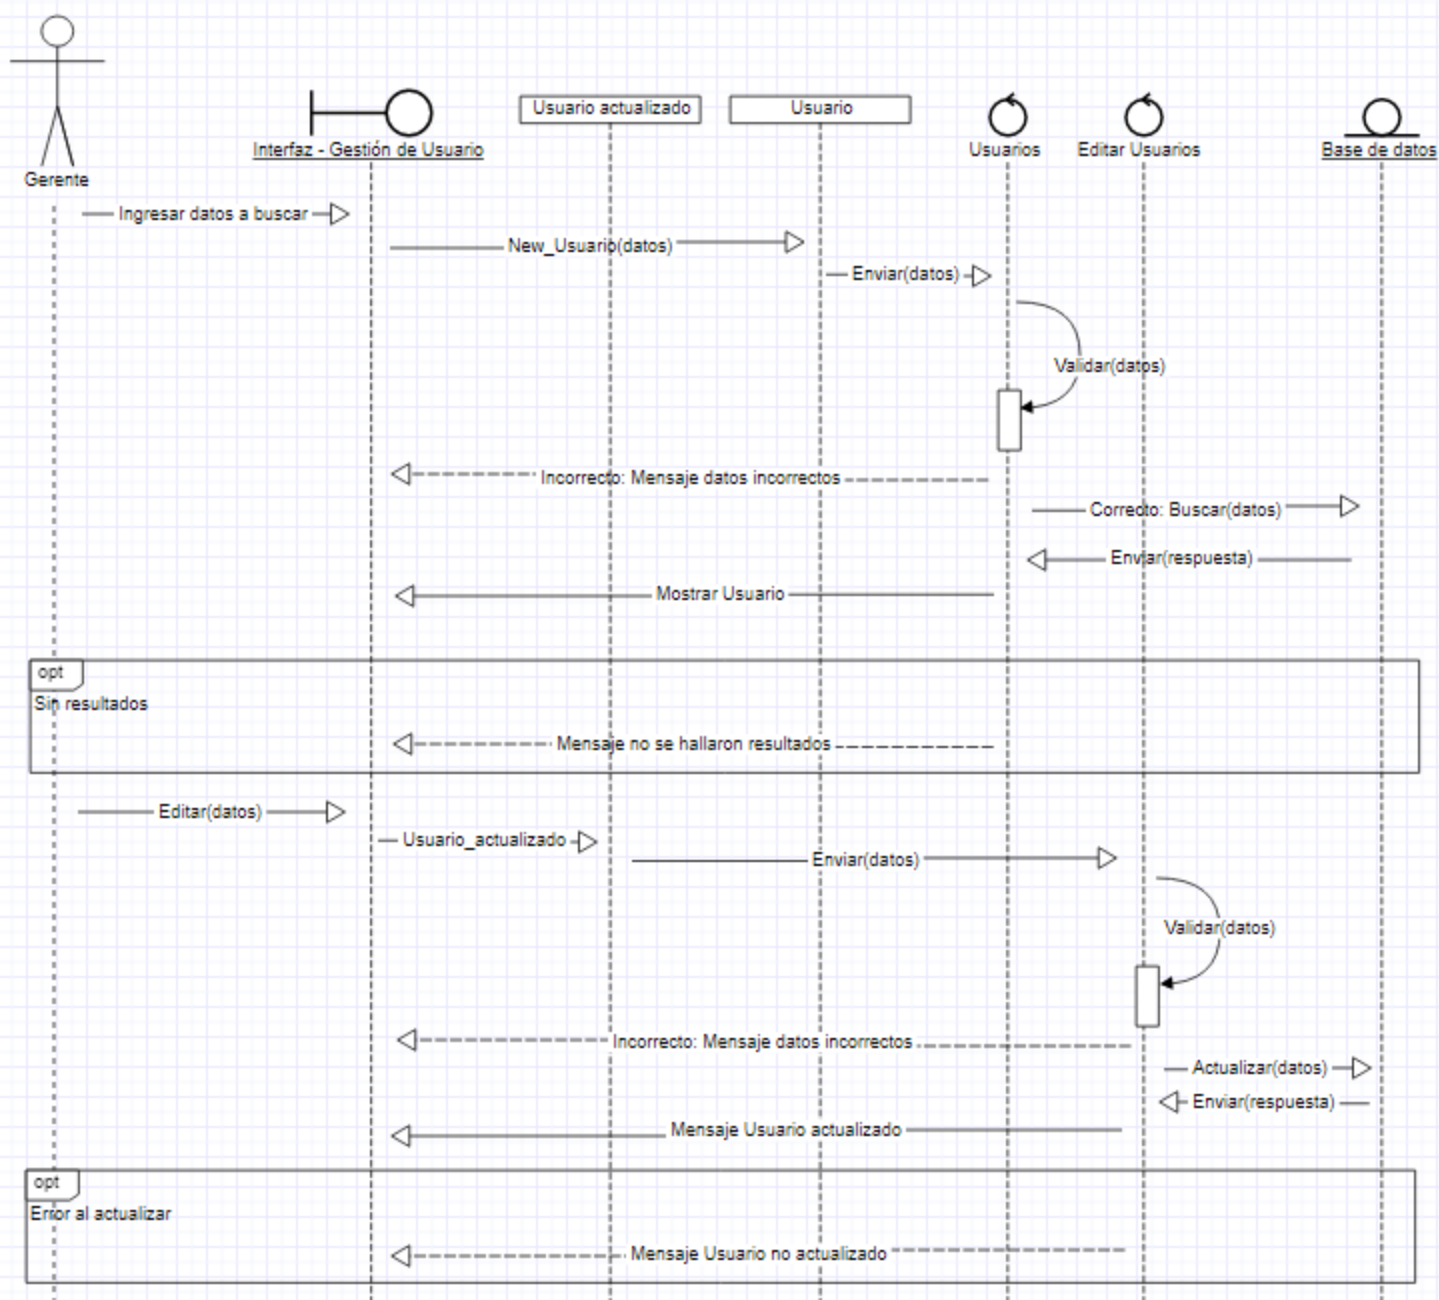 Gerente
Interfaz - Gestión de Usuario
Usuario actualizado
Usuario
Usuarios
Editar Usuarios
Base de datos
Ingresar datos a buscar
New_Usuario(datos)
Enviar(datos)
Validar(datos)
Incorrecto: Mensaje datos incorrectos
Correcto: Buscar(datos)
Enviar(respuesta)
Mostrar Usuario
opt
Sin resultados
Mensaje no se hallaron resultados
Editar(datos)
Usuario_actualizado
Enviar(datos)
Validar(datos)
Incorrecto: Mensaje datos incorrectos
Actualizar(datos)
Enviar(respuesta)
Mensaje Usuario actualizado
opt
Error al actualizar
Mensaje Usuario no actualizado